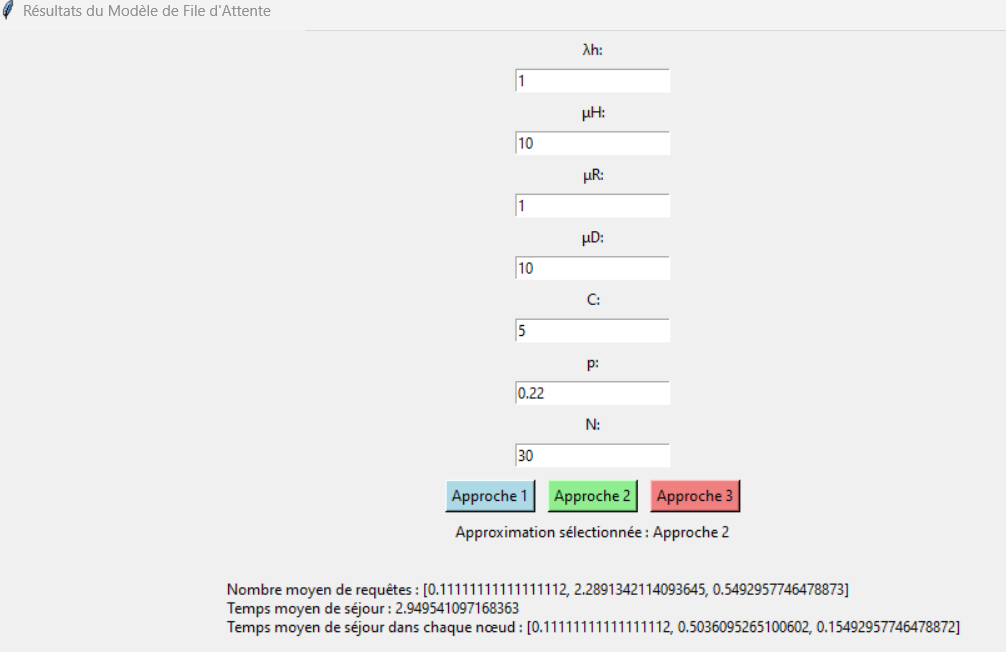 Résultats du Modèle de File d'Attente
λh:
1
μH:
10
μR:
1
μD:
10
C:
5
p:
0.22
N:
30
Approche 1 Approche 2 Approche 3
Approximation sélectionnée : Approche 2
Nombre moyen de requêtes : [0.11111111111111112, 2.2891342114093645, 0.5492957746478873]
Temps moyen de séjour : 2.949541097168363
Temps moyen de séjour dans chaque nœud : [0.11111111111111112, 0.5036095265100602, 0.15492957746478872]